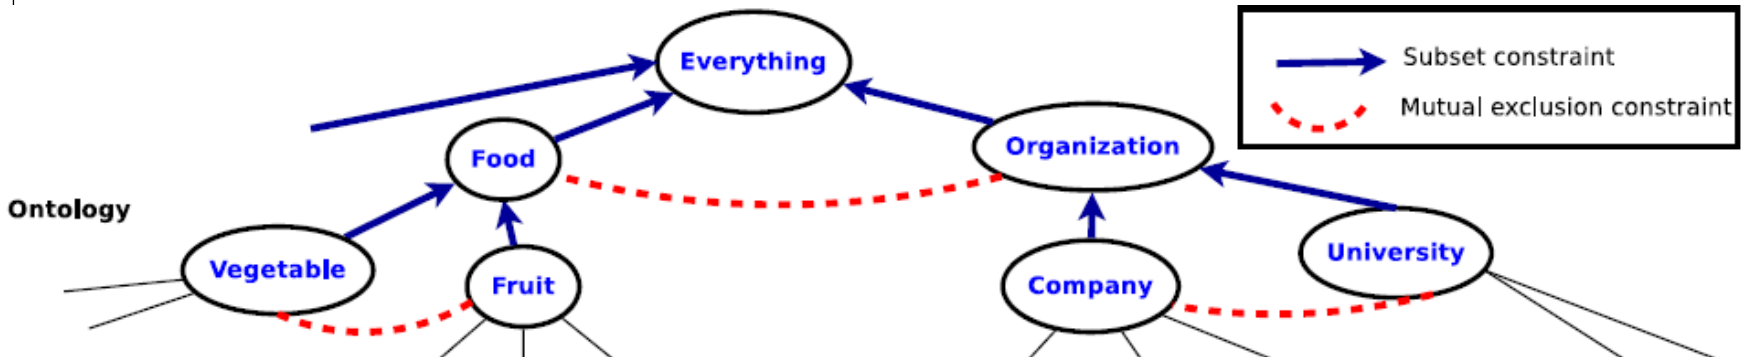 Everything
Subset constraint
Mutual exclusion constraint
Food
Organization
Ontology
Vegetable
Fruit
Company
University